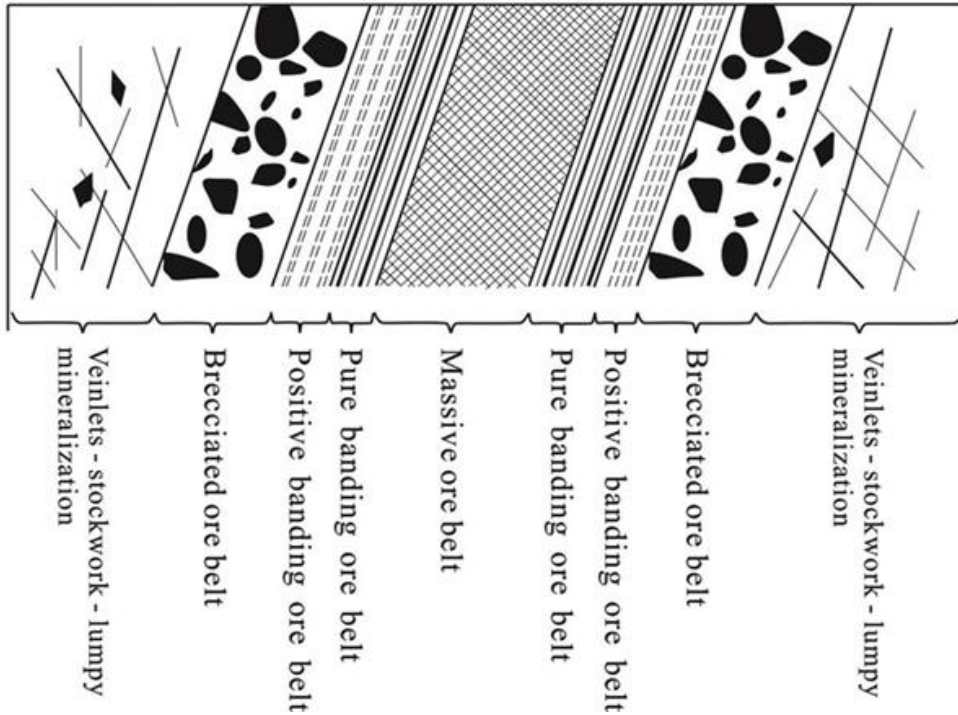 Veinlets - stockwork - lumpy
mineralization
Brecciated ore belt
Positive banding ore belt
Pure banding ore belt
Massive ore belt
Pure banding ore belt
Positive banding ore belt
Brecciated ore belt
Veinlets - stockwork - lumpy
mineralization